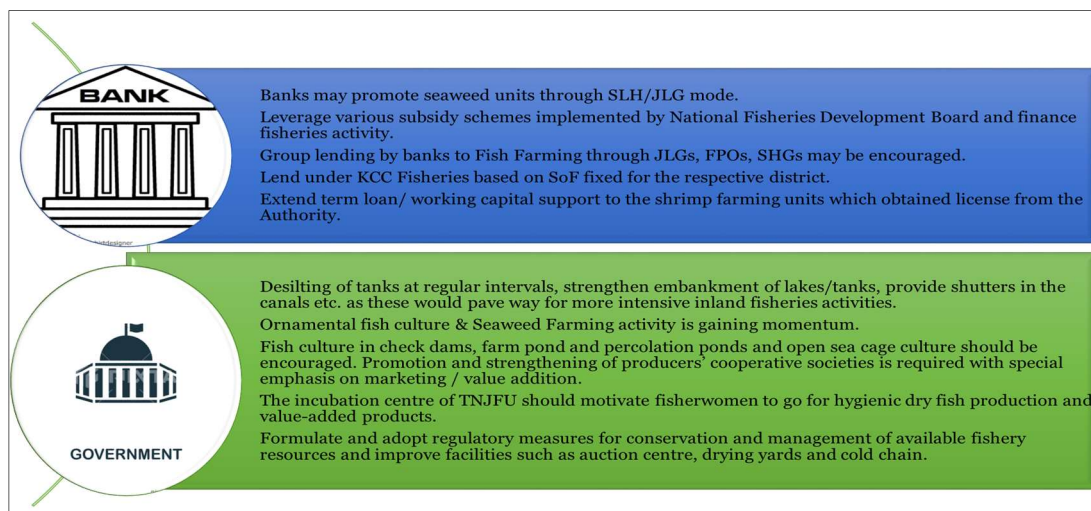 BANK
Banks may promote seaweed units through SLH/JLG mode.
Leverage various subsidy schemes implemented by National Fisheries Development Board and finance
fisheries activity.
Group lending by banks to Fish Farming through JLGs, FPOs, SHGs may be encouraged.
Lend under KCC Fisheries based on SoF fixed for the respective district.
Extend term loan/ working capital support to the shrimp farming units which obtained license from the
Authority.
GOVERNMENT
Desilting of tanks at regular intervals, strengthen embankment of lakes/tanks, provide shutters in the
canals etc. as these would pave way for more intensive inland fisheries activities.
Ornamental fish culture & Seaweed Farming activity is gaining momentum.
Fish culture in check dams, farm pond and percolation ponds and open sea cage culture should be
encouraged. Promotion and strengthening of producers’ cooperative societies is required with special
emphasis on marketing / value addition.
The incubation centre of TNJFU should motivate fisherwomen to go for hygienic dry fish production and
value-added products.
Formulate and adopt regulatory measures for conservation and management of available fishery
resources and improve facilities such as auction centre, drying yards and cold chain.